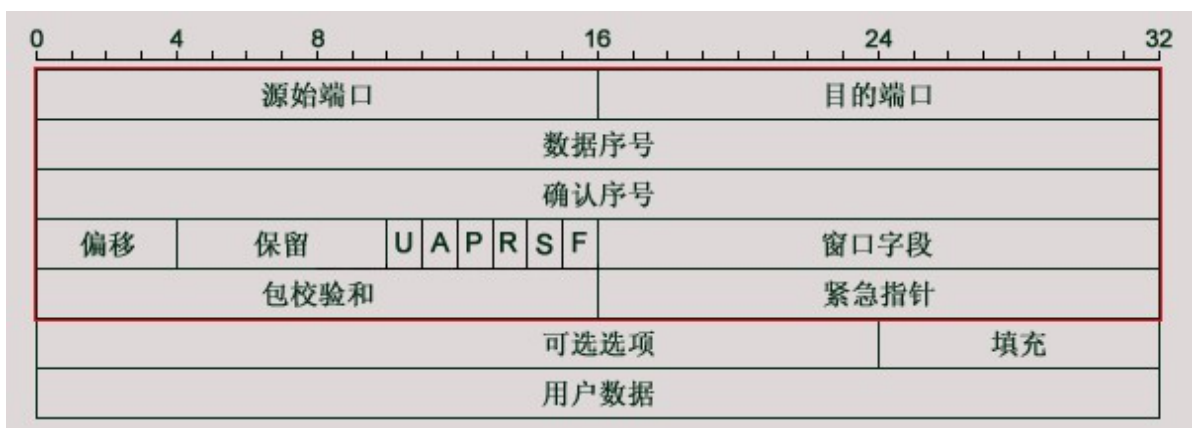 0 4 8 16 24 32
源始端口 目的端口
数据序号
确认序号
偏移 保留 U A P R S F 窗口字段
包校验和 紧急指针
可选选项 填充
用户数据